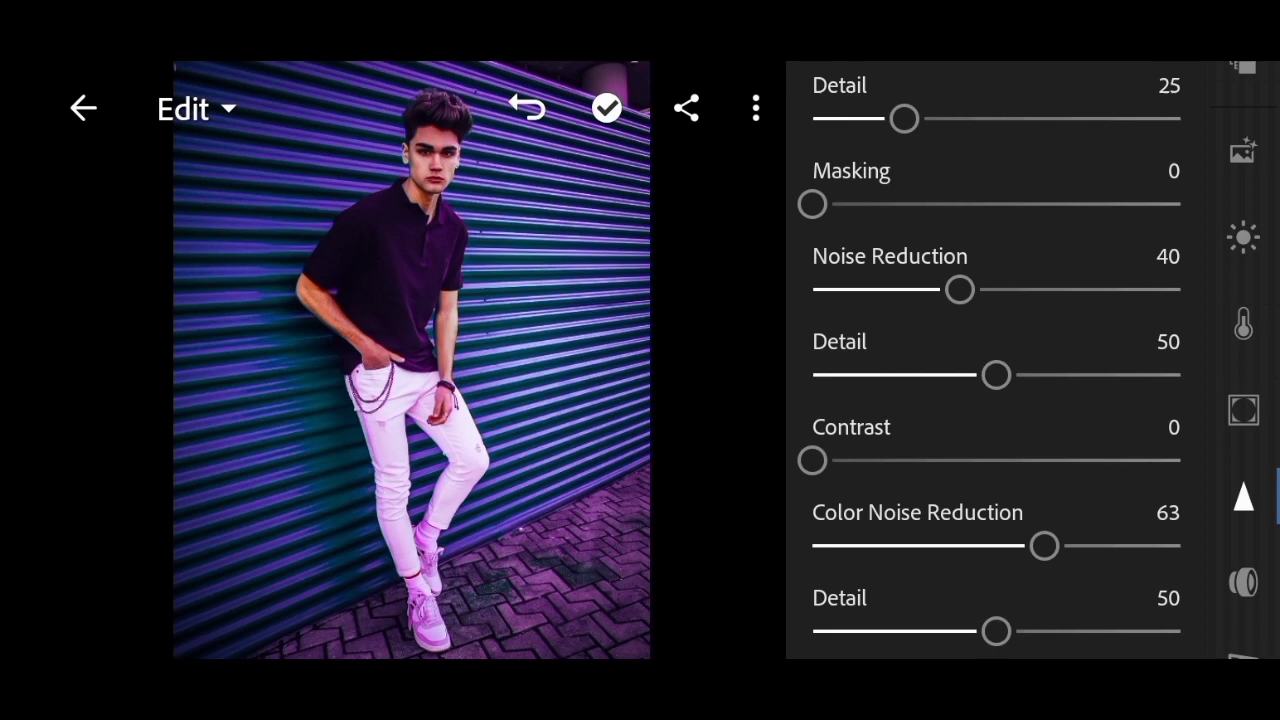 Edit
Detail 25
Masking 0
Noise Reduction 40
Detail 50
Contrast 0
Color Noise Reduction 63
Detail 50